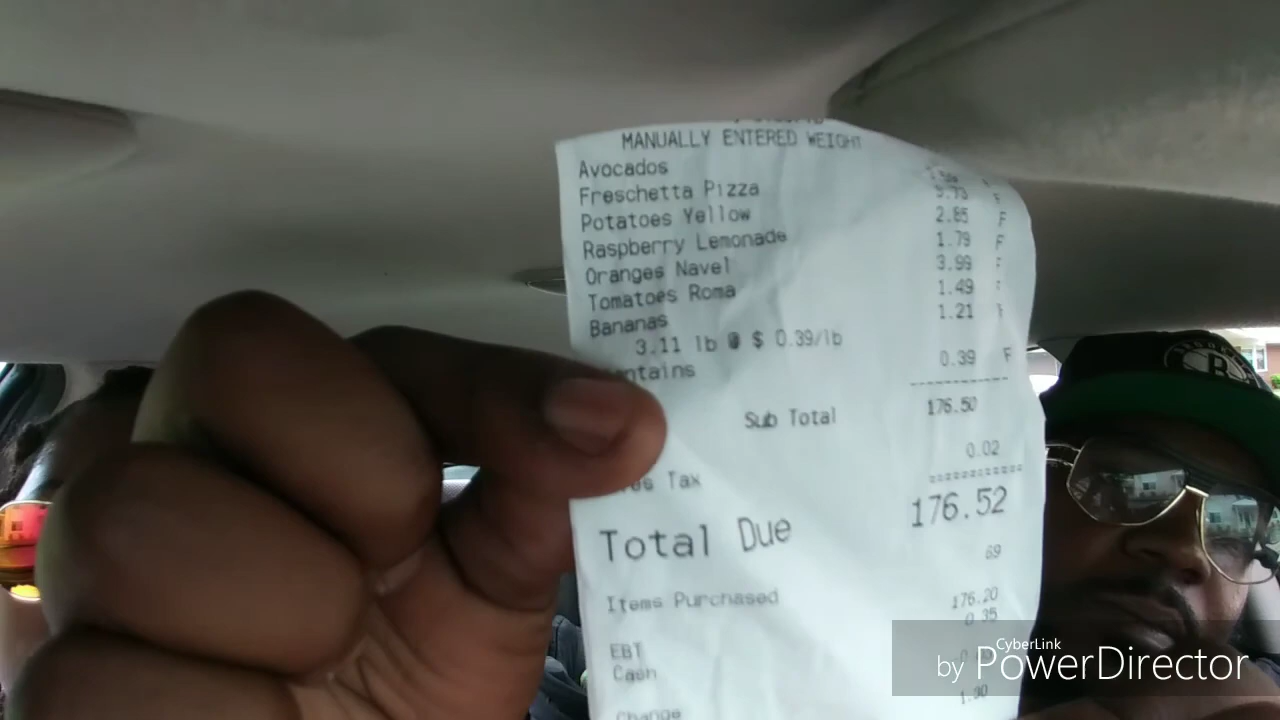 MANUALLY ENTERED WEIGHT
Avocados
Freschetta Pizza
Potatoes Yellow 2.85 F
Raspberry Lemonade 1.79 F
Oranges Navel 3.99 F
Tomatoes Roma 1.49
Bananas 1.21
3.11 lb @ $ 0.39/lb
ntains 0.39 F
Sub Total 176.50
Tax 0.02
Total Due 176.52
Items Purchased 69
EBT 176.20
Cash 0.35
Change
B
CyberLink
by PowerDirector